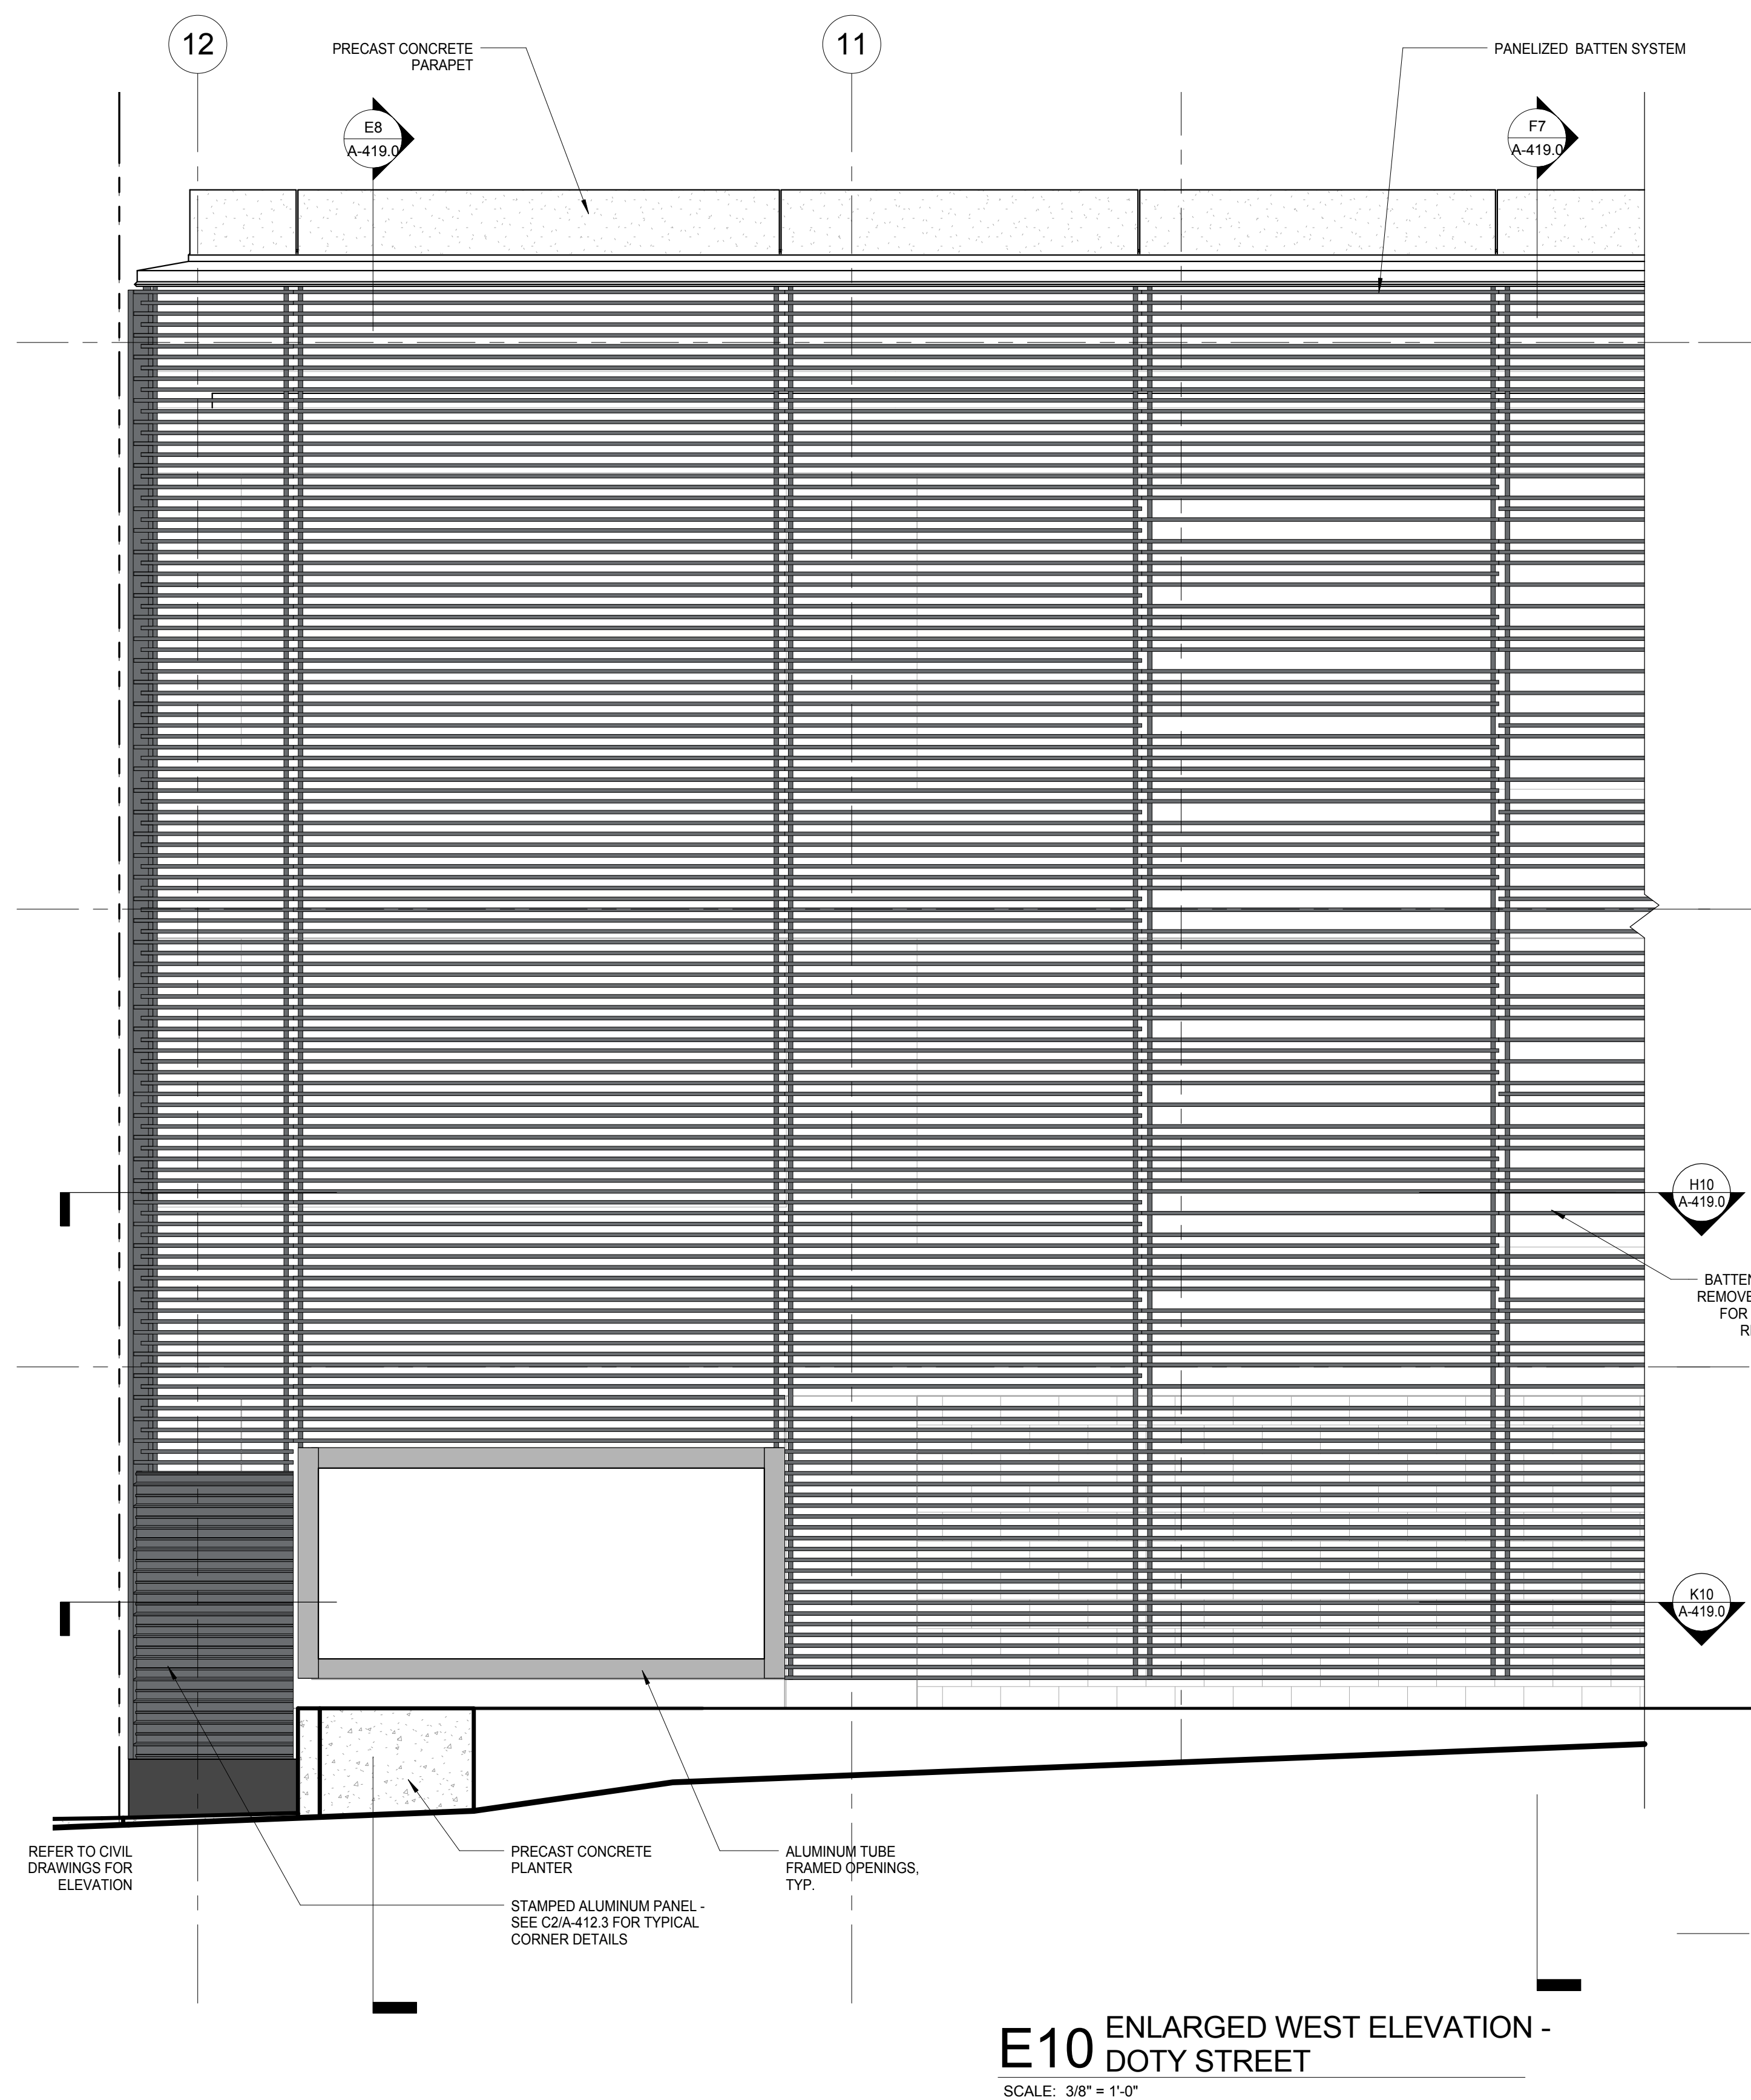 12
PRECAST CONCRETE
PARAPET
11
PANELIZED BATTEN SYSTEM
E8
A-419.0
F7
A-419.0
H10
A-419.0
REMOVE
FOR
K10
A-419.0
REFER TO CIVIL
DRAWINGS FOR
ELEVATION
PRECAST CONCRETE
PLANTER
ALUMINUM TUBE
FRAMED OPENINGS,
TYP.
STAMPED ALUMINUM PANEL -
SEE C2/A-412.3 FOR TYPICAL
CORNER DETAILS
E10 ENLARGED WEST ELEVATION -
DOTY STREET
SCALE: 3/8" = 1'-0"